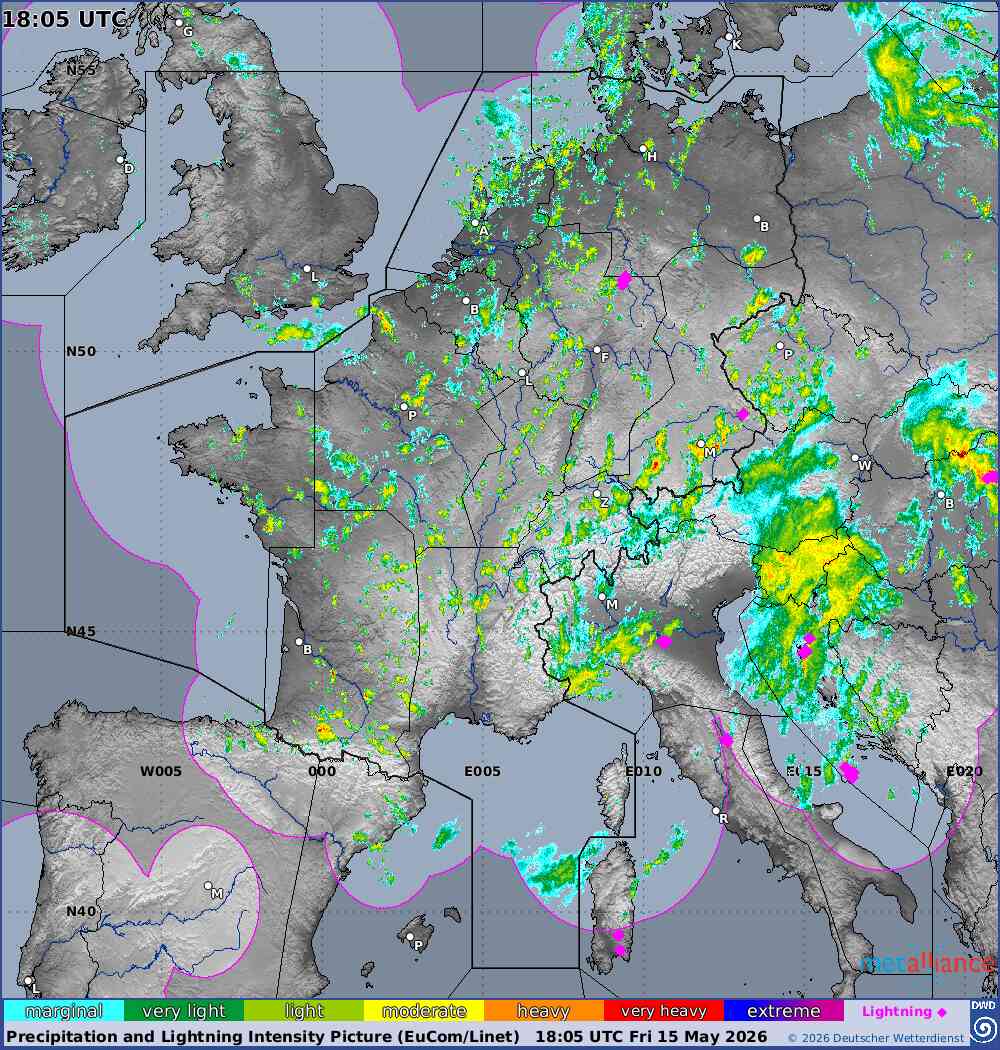 18:05 UTC
G
K
N55
H
D
A
B
L
B
N50
F
P
L
P
M
W
Z
B
M
N45
B
W005
000
E005
E010
E015
E020
R
M
N40
P
L
metalliance
marginal very light light moderate heavy very heavy extreme Lightning
DWD
Precipitation and Lightning Intensity Picture (EuCom/Linet) 18:05 UTC Fri 15 May 2026 © 2026 Deutscher Wetterdienst